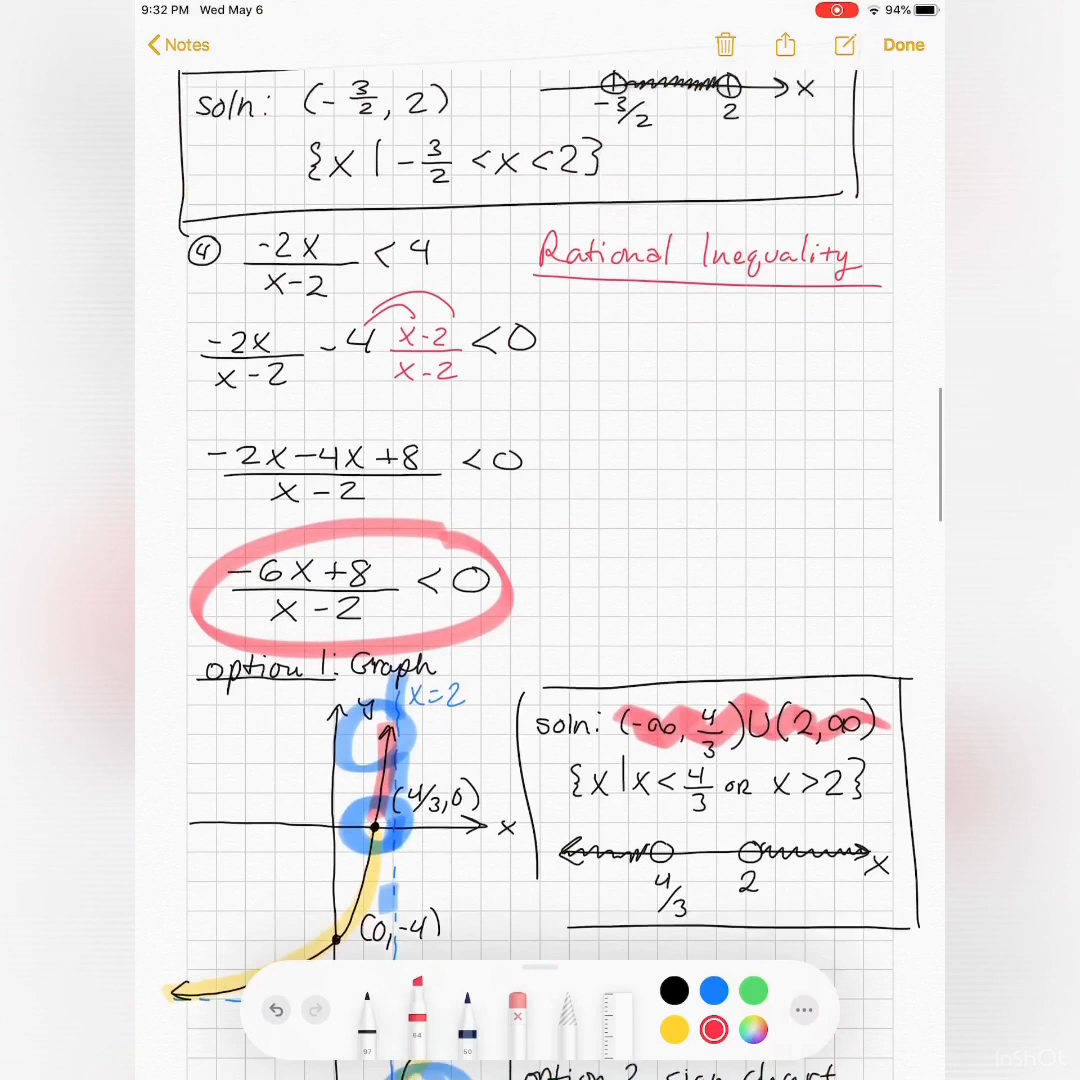 9:32 PM Wed May 6
94%
Notes
Done
soln: (-3/2, 2)
-3/2 2 x
{x | -3/2 < x < 2}
④ -2x/(x-2) < 4
Rational Inequality
-2x/(x-2) - 4 (x-2)/(x-2) < 0
(-2x-4x+8)/(x-2) < 0
(-6x+8)/(x-2) < 0
option 1: Graph
y
x=2
(4/3,0)
x
(0,-4)
soln: (-∞, 4/3)∪(2,∞)
{x|x < 4/3 OR x>2}
4/3 2 x
97
64
50
option 2 sign chart
InShOt